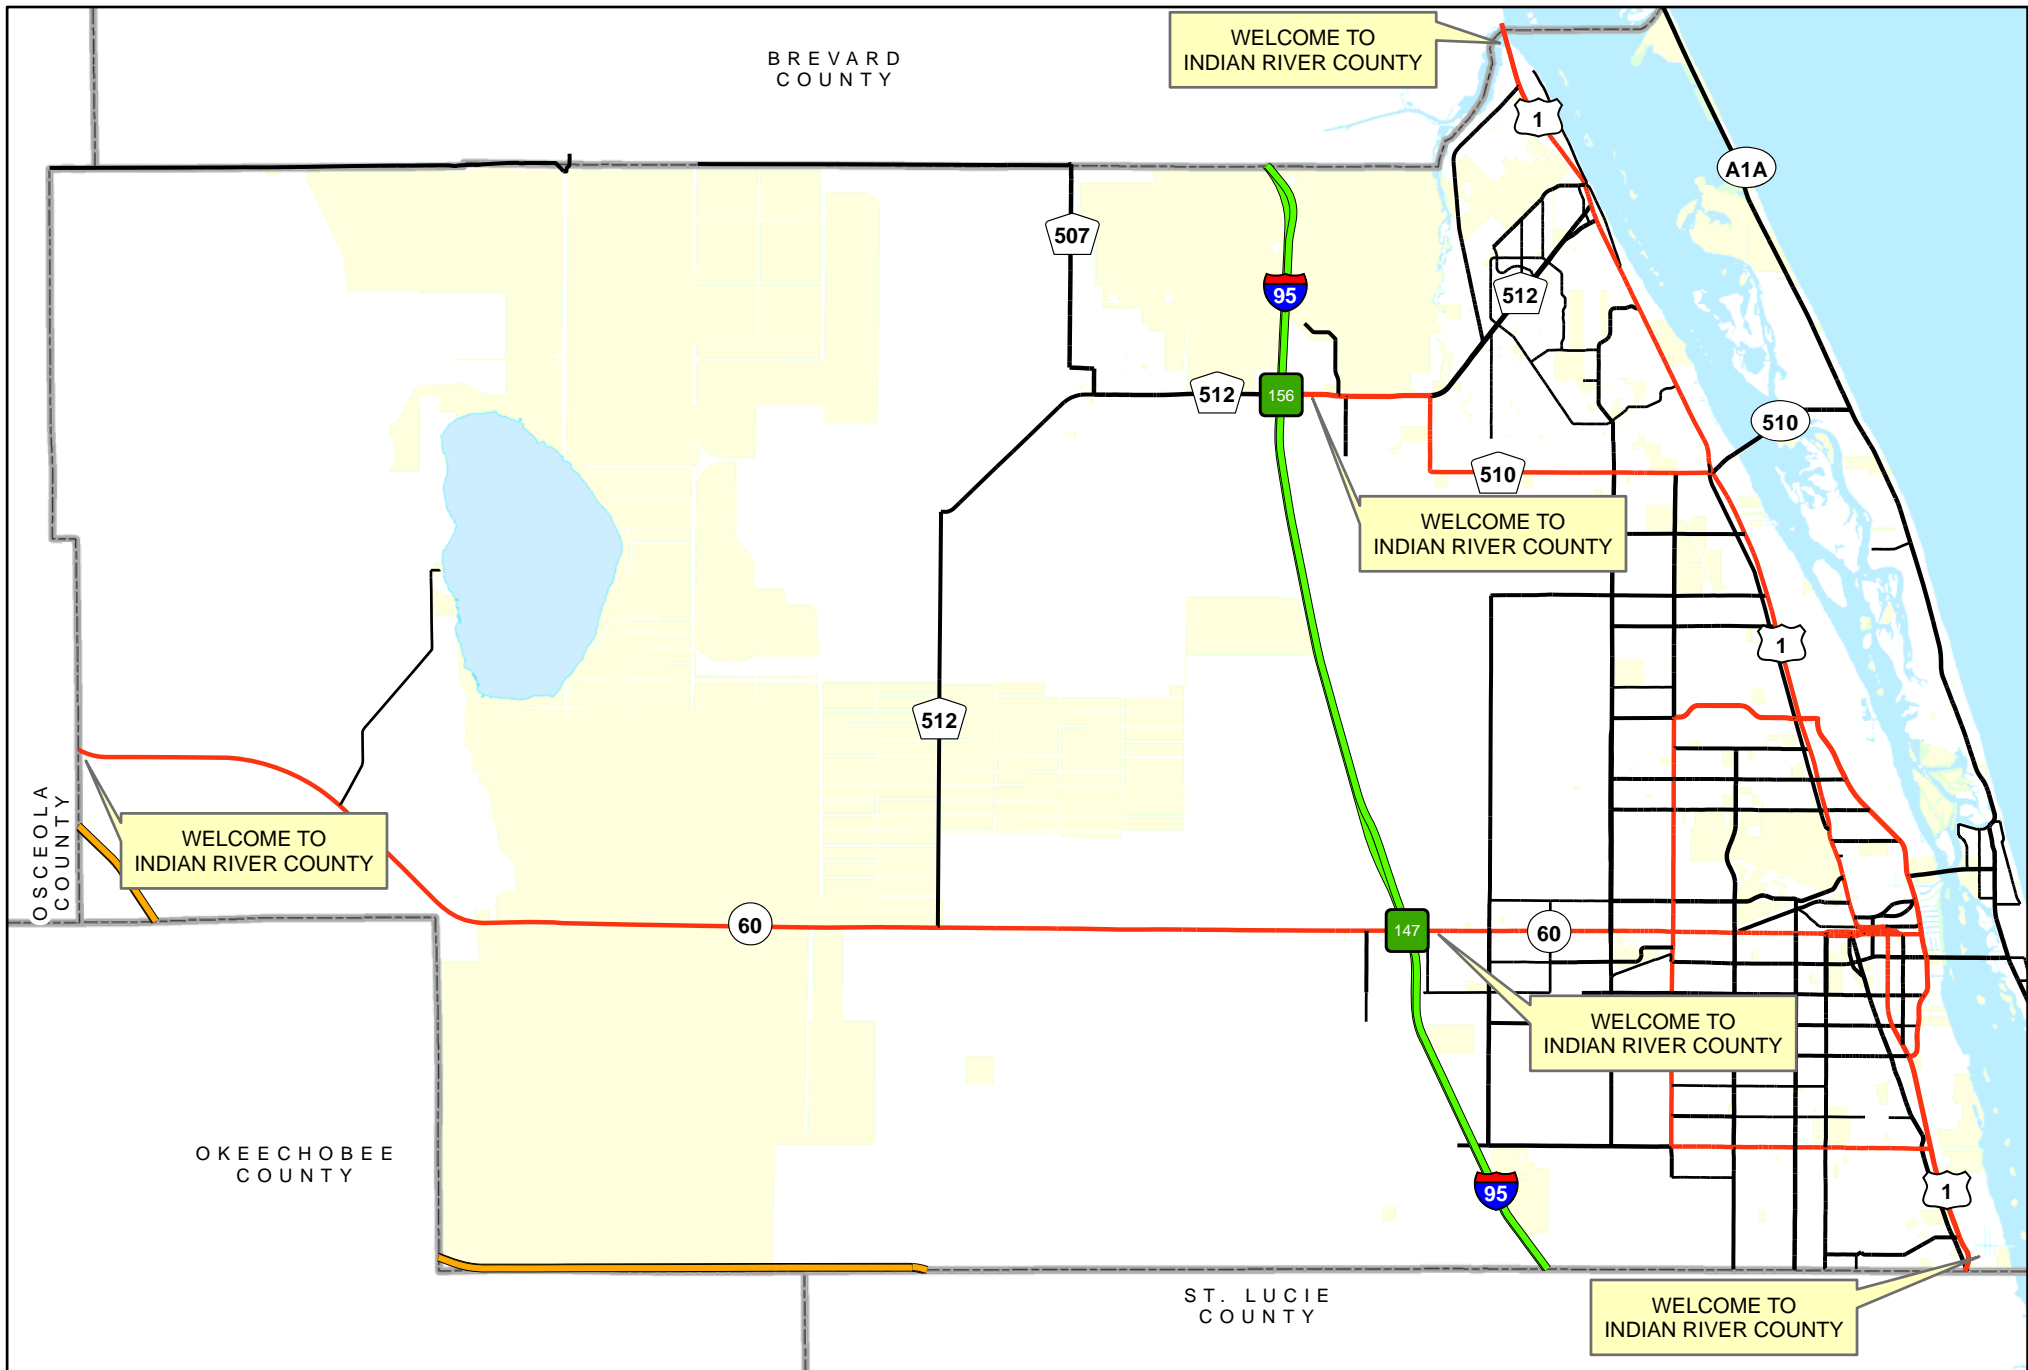 WELCOME TO
INDIAN RIVER COUNTY
BREVARD
COUNTY
1
A1A
507
95
512
512
156
510
510
WELCOME TO
INDIAN RIVER COUNTY
1
512
OSCEOLA
COUNTY
WELCOME TO
INDIAN RIVER COUNTY
60
147
60
WELCOME TO
INDIAN RIVER COUNTY
OKEECHOBEE
COUNTY
95
1
ST. LUCIE
COUNTY
WELCOME TO
INDIAN RIVER COUNTY